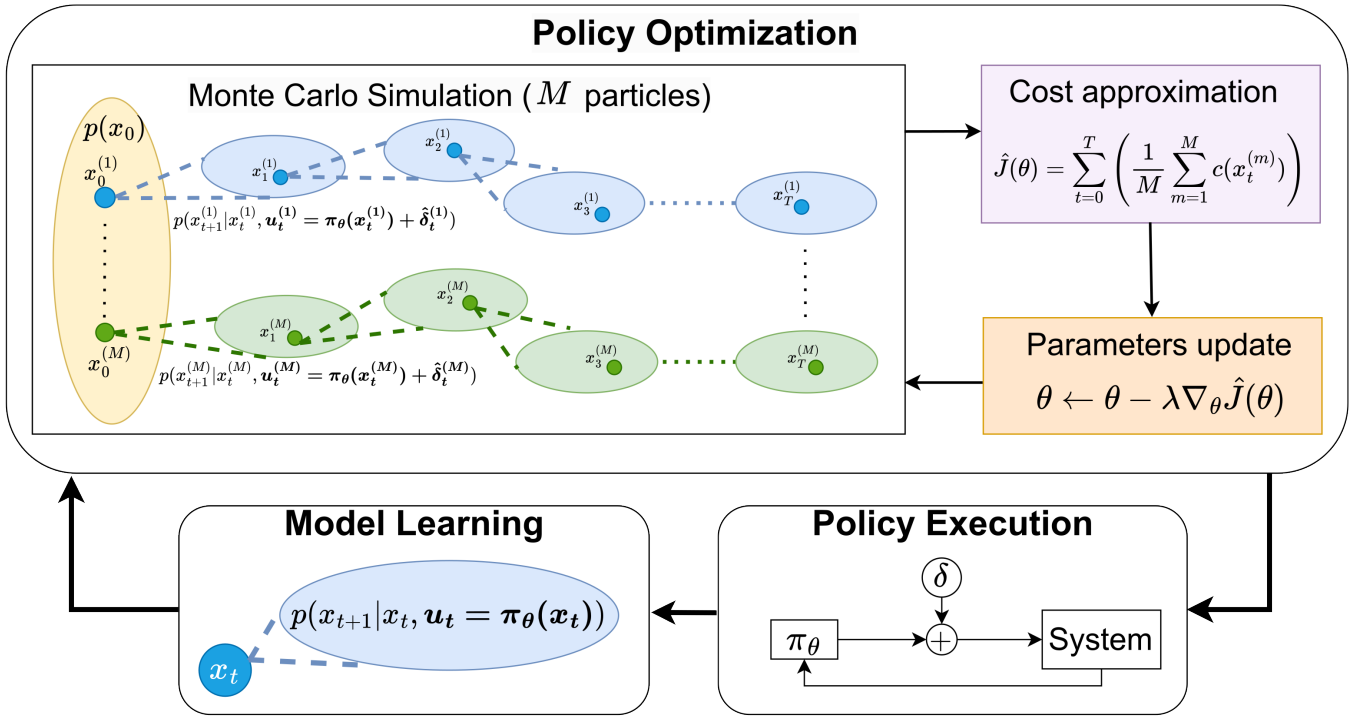 Policy Optimization
Monte Carlo Simulation ( M particles)
p(x_0)
x_0^{(1)}
x_1^{(1)}
x_2^{(1)}
x_3^{(1)}
x_T^{(1)}
p(x_{t+1}^{(1)}|x_t^{(1)}, u_t^{(1)} = π_θ(x_t^{(1)}) + δ̂_t^{(1)})
x_0^{(M)}
x_1^{(M)}
x_2^{(M)}
x_3^{(M)}
x_T^{(M)}
p(x_{t+1}^{(M)}|x_t^{(M)}, u_t^{(M)} = π_θ(x_t^{(M)}) + δ̂_t^{(M)})
Cost approximation
Ĵ(θ) = \sum_{t=0}^{T} ( \frac{1}{M} \sum_{m=1}^{M} c(x_t^{(m)}) )
Parameters update
θ ← θ − λ∇_θ Ĵ(θ)
Model Learning
p(x_{t+1}|x_t, u_t = π_θ(x_t))
x_t
Policy Execution
δ
π_θ
+
System